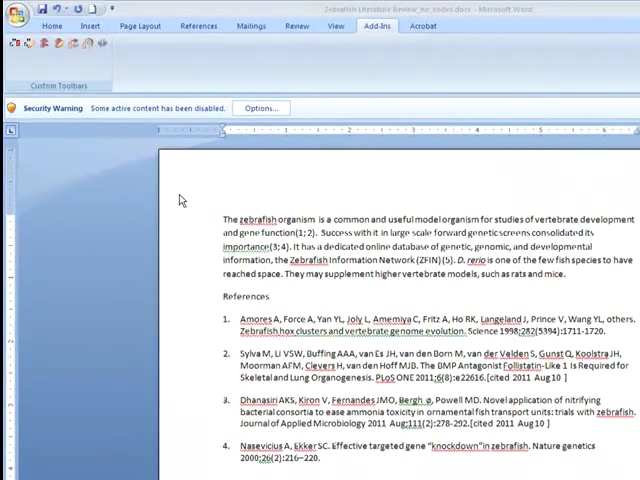 Zebrafish Literature Review_no_codes.docx - Microsoft Word
Home Insert Page Layout References Mailings Review View Add-Ins Acrobat
Custom Toolbars
Security Warning Some active content has been disabled. Options...
1 2 3 4 5 6
The zebrafish organism is a common and useful model organism for studies of vertebrate development
and gene function(1; 2). Success with it in large scale forward genetic screens consolidated its
importance(3; 4). It has a dedicated online database of genetic, genomic, and developmental
information, the Zebrafish Information Network (ZFIN)(5). D. rerio is one of the few fish species to have
reached space. They may supplement higher vertebrate models, such as rats and mice.
References
1. Amores A, Force A, Yan YL, Joly L, Amemiya C, Fritz A, Ho RK, Langeland J, Prince V, Wang YL, others.
Zebrafish hox clusters and vertebrate genome evolution. Science 1998;282(5394):1711-1720.
2. Sylva M, Li VSW, Buffing AAA, van Es JH, van den Born M, van der Velden S, Gunst Q, Koolstra JH,
Moorman AFM, Clevers H, van den Hoff MJB. The BMP Antagonist Follistatin-Like 1 Is Required for
Skeletal and Lung Organogenesis. PLoS ONE 2011;6(8):e22616.[cited 2011 Aug 10 ]
3. Dhanasiri AKS, Kiron V, Fernandes JMO, Bergh ø, Powell MD. Novel application of nitrifying
bacterial consortia to ease ammonia toxicity in ornamental fish transport units: trials with zebrafish.
Journal of Applied Microbiology 2011 Aug;111(2):278-292.[cited 2011 Aug 10 ]
4. Nasevicius A, Ekker SC. Effective targeted gene “knockdown”in zebrafish. Nature genetics
2000;26(2):216–220.